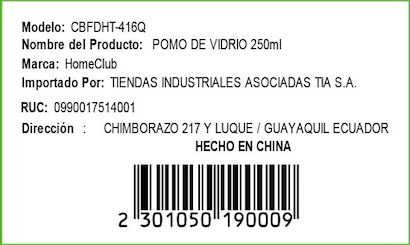 Modelo: CBFDHT-416Q
Nombre del Producto: POMO DE VIDRIO 250ml
Marca: HomeClub
Importado Por: TIENDAS INDUSTRIALES ASOCIADAS TIA S.A.
RUC: 0990017514001
Dirección : CHIMBORAZO 217 Y LUQUE / GUAYAQUIL ECUADOR
HECHO EN CHINA
2 301050 190009